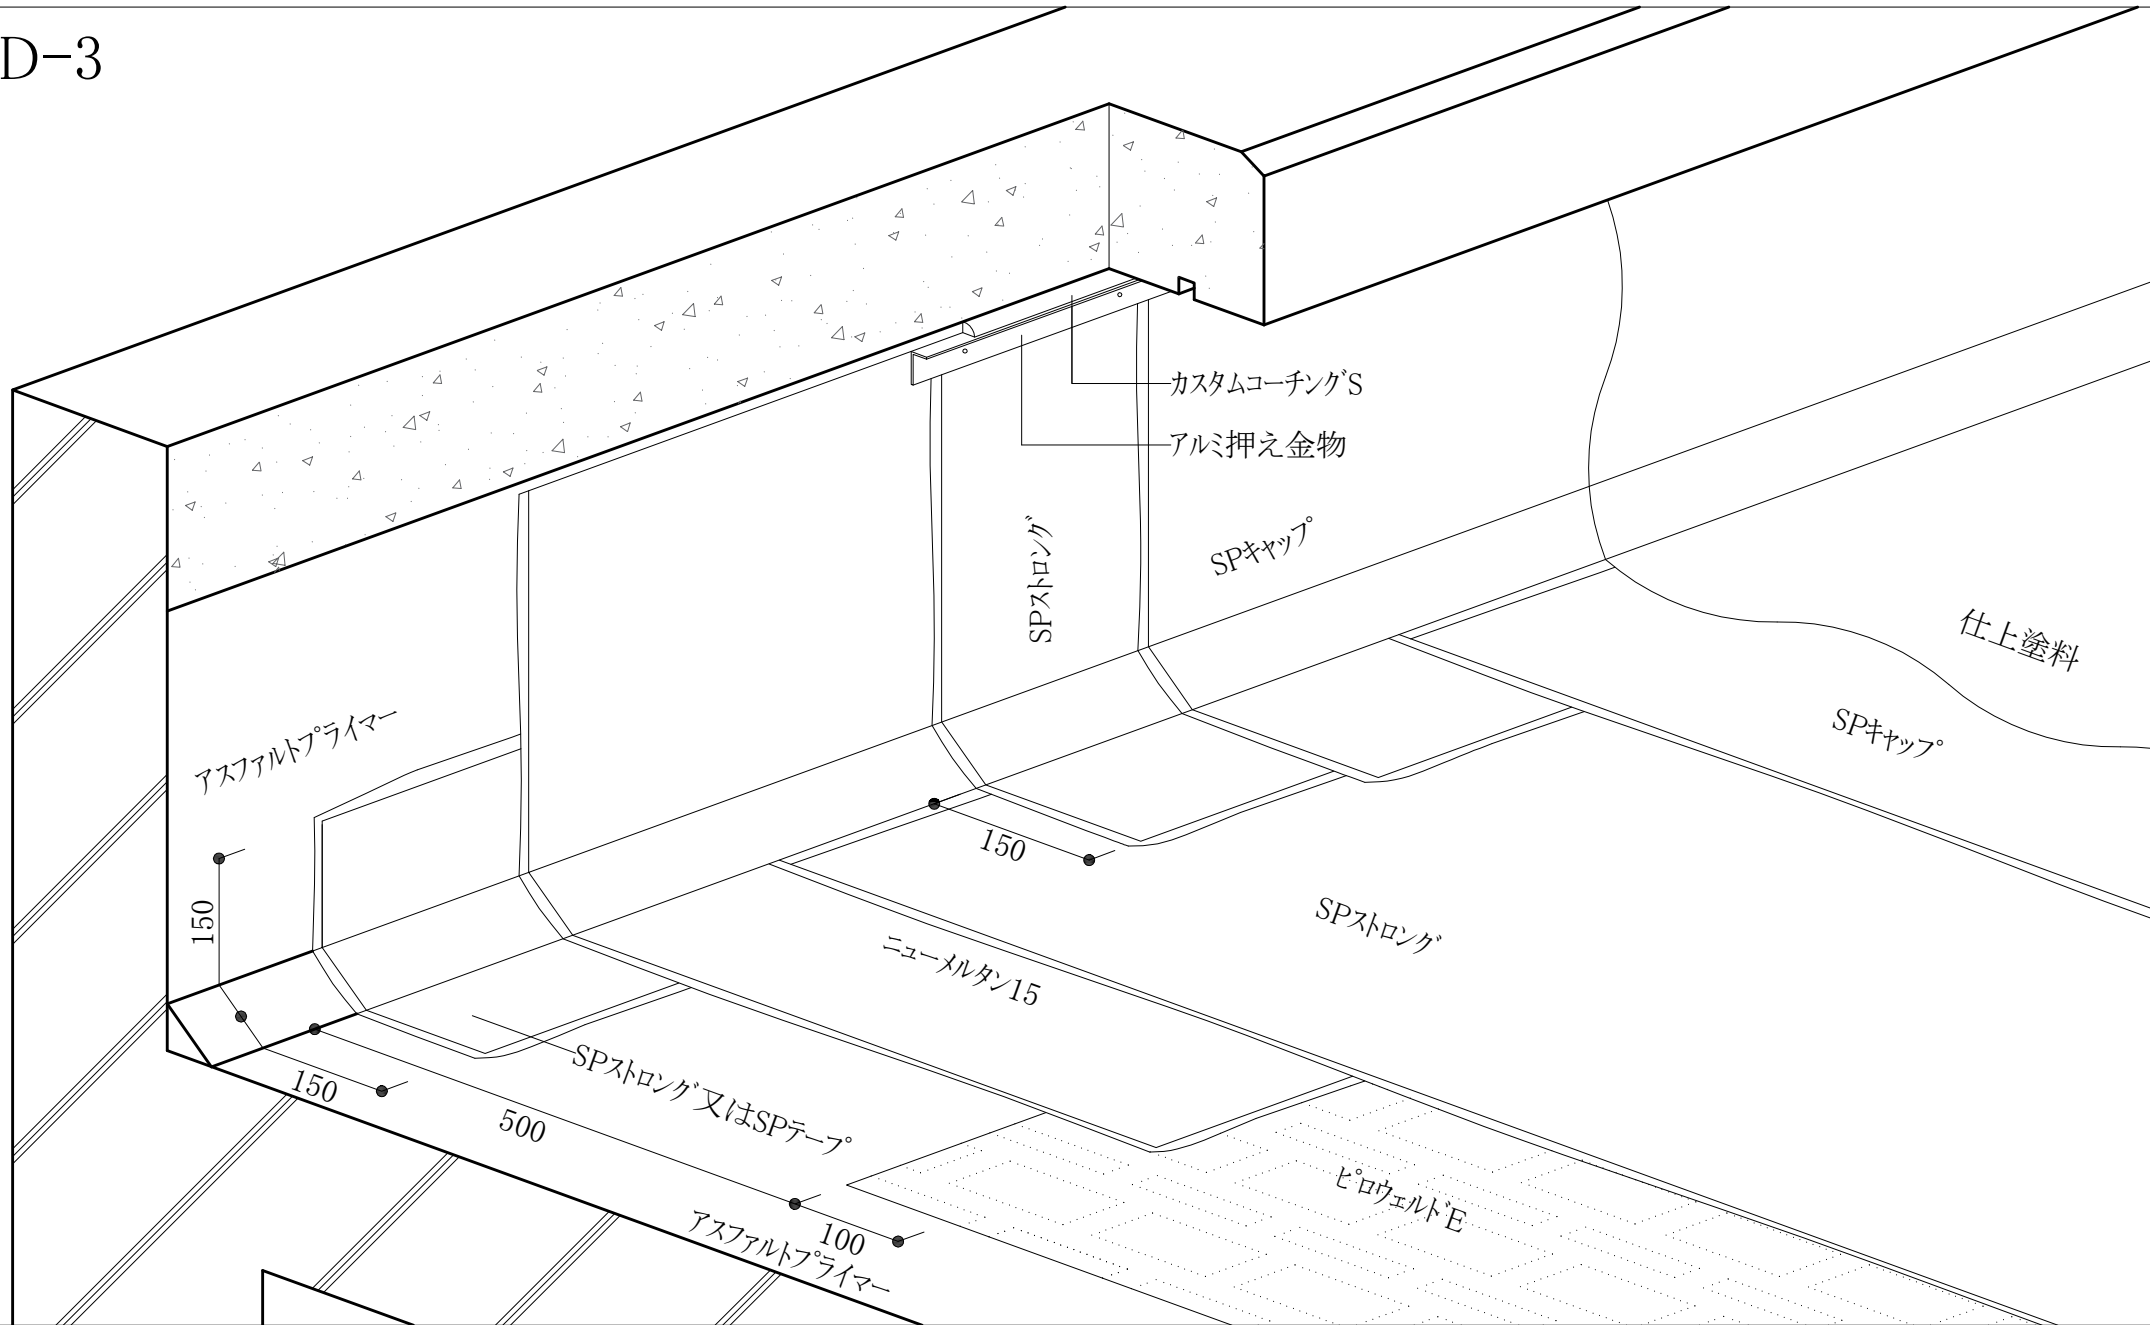 D-3
カスタムコーチングS
アルミ押え金物
SPストロング
SPキャップ
仕上塗料
SPキャップ
アスファルトプライマー
150
150
SPストロング
ニューメルタン15
150
SPストロング又はSPテープ
500
ピロウェルドE
100
アスファルトプライマー